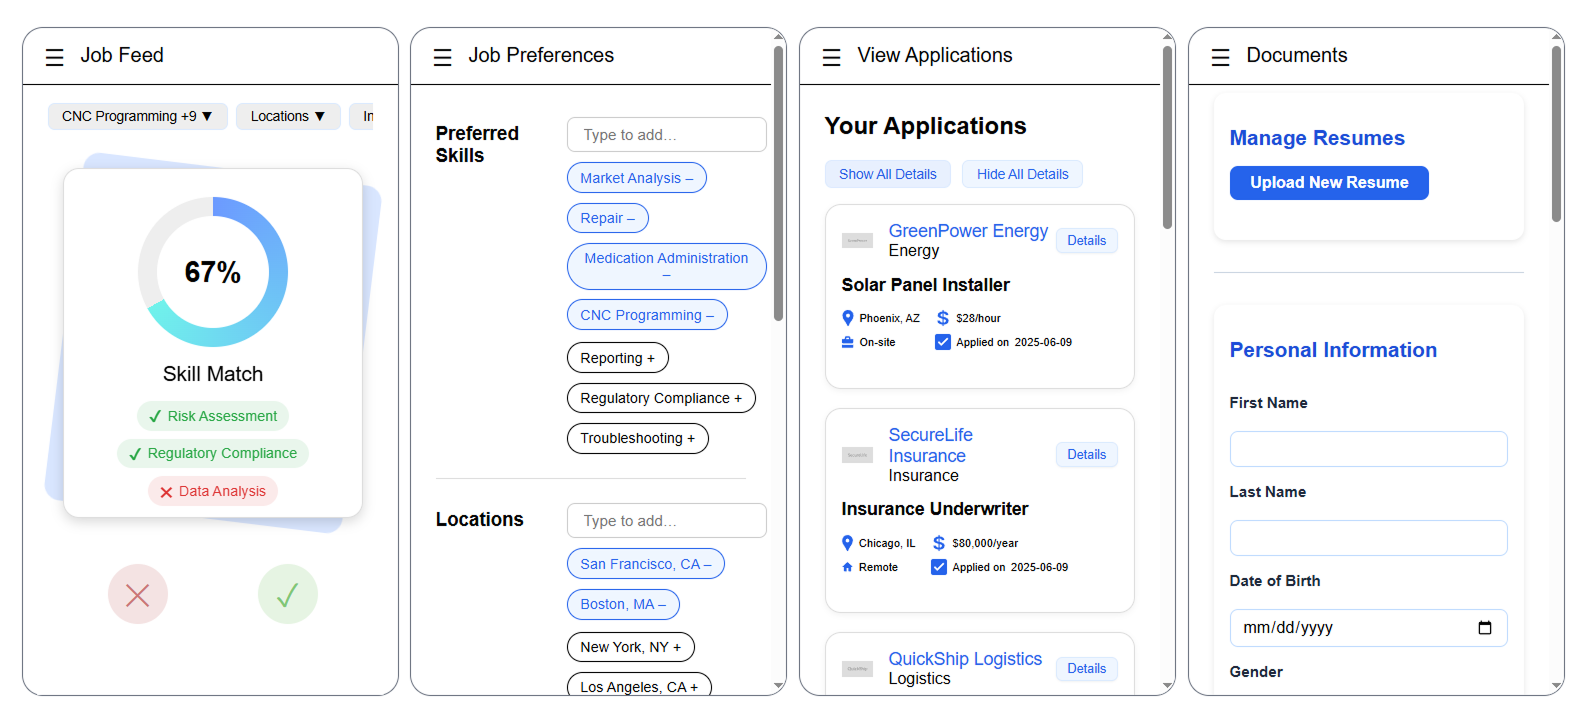 ☰ Job Feed
CNC Programming +9 ▼ Locations ▼ In
67%
Skill Match
✓ Risk Assessment
✓ Regulatory Compliance
✕ Data Analysis
☰ Job Preferences
Preferred
Skills
Type to add...
Market Analysis –
Repair –
Medication Administration
–
CNC Programming –
Reporting +
Regulatory Compliance +
Troubleshooting +
Locations
Type to add...
San Francisco, CA –
Boston, MA –
New York, NY +
Los Angeles, CA +
☰ View Applications
Your Applications
Show All Details Hide All Details
GreenPower Energy
Energy
Details
Solar Panel Installer
Phoenix, AZ $ $28/hour
On-site Applied on 2025-06-09
SecureLife
Insurance
Insurance
Details
Insurance Underwriter
Chicago, IL $ $80,000/year
Remote Applied on 2025-06-09
QuickShip Logistics
Logistics
Details
☰ Documents
Manage Resumes
Upload New Resume
Personal Information
First Name
Last Name
Date of Birth
mm/dd/yyyy
Gender